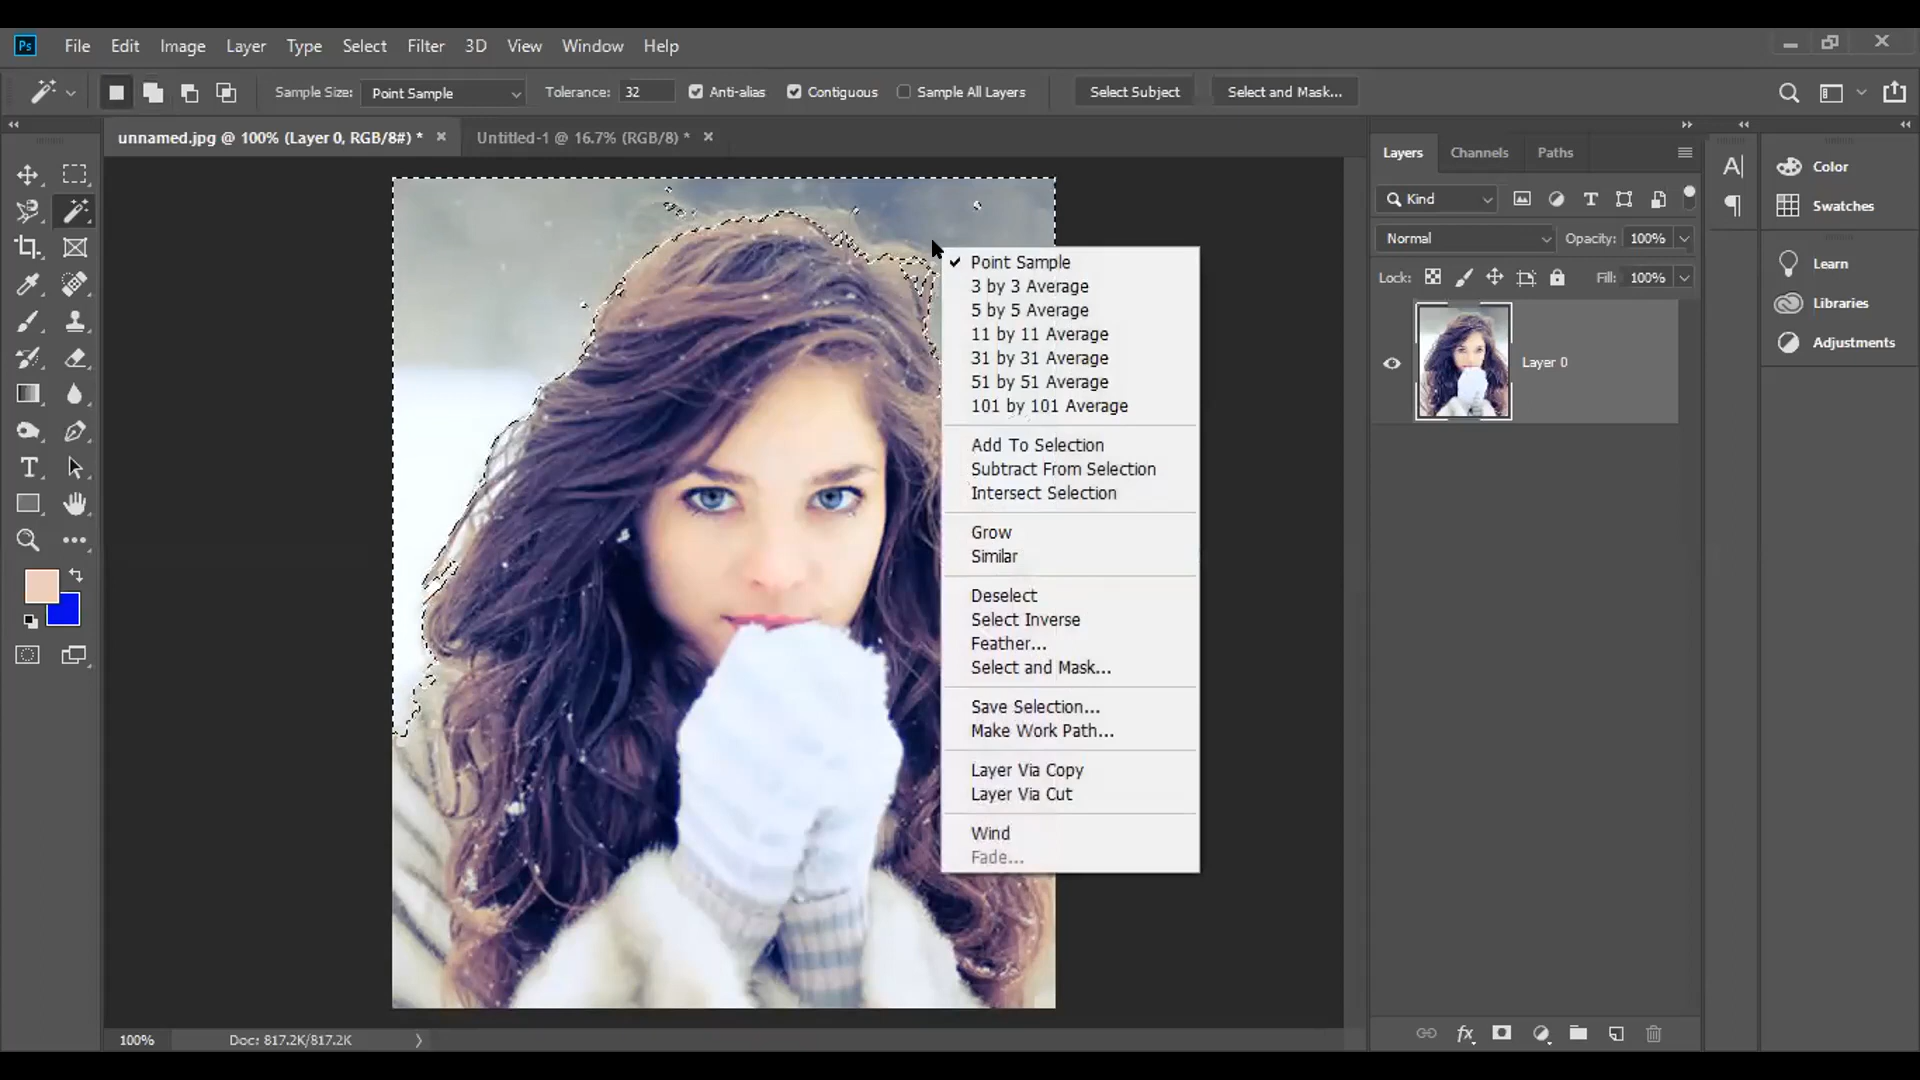 Ps File Edit Image Layer Type Select Filter 3D View Window Help
Sample Size: Point Sample Tolerance: 32 Anti-alias Contiguous Sample All Layers Select Subject Select and Mask...
unnamed.jpg @ 100% (Layer 0, RGB/8#) * Untitled-1 @ 16.7% (RGB/8) *
Layers Channels Paths
Kind
Normal Opacity: 100%
Lock: Fill: 100%
Layer 0
Color
Swatches
Learn
Libraries
Adjustments
Point Sample
3 by 3 Average
5 by 5 Average
11 by 11 Average
31 by 31 Average
51 by 51 Average
101 by 101 Average
Add To Selection
Subtract From Selection
Intersect Selection
Grow
Similar
Deselect
Select Inverse
Feather...
Select and Mask...
Save Selection...
Make Work Path...
Layer Via Copy
Layer Via Cut
Wind
Fade...
100% Doc: 817.2K/817.2K